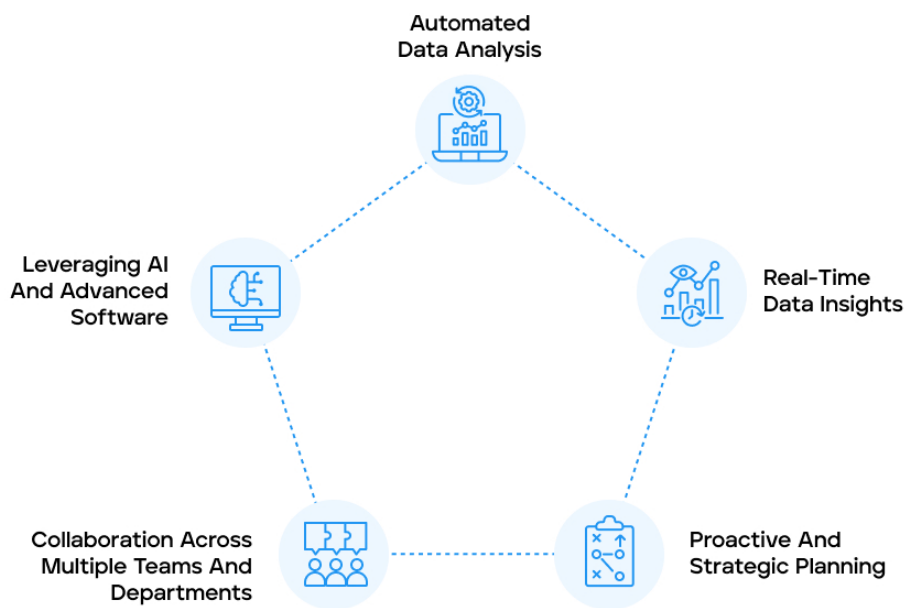 Automated
Data Analysis
Leveraging AI
And Advanced
Software
Real-Time
Data Insights
Collaboration Across
Multiple Teams And
Departments
Proactive And
Strategic Planning